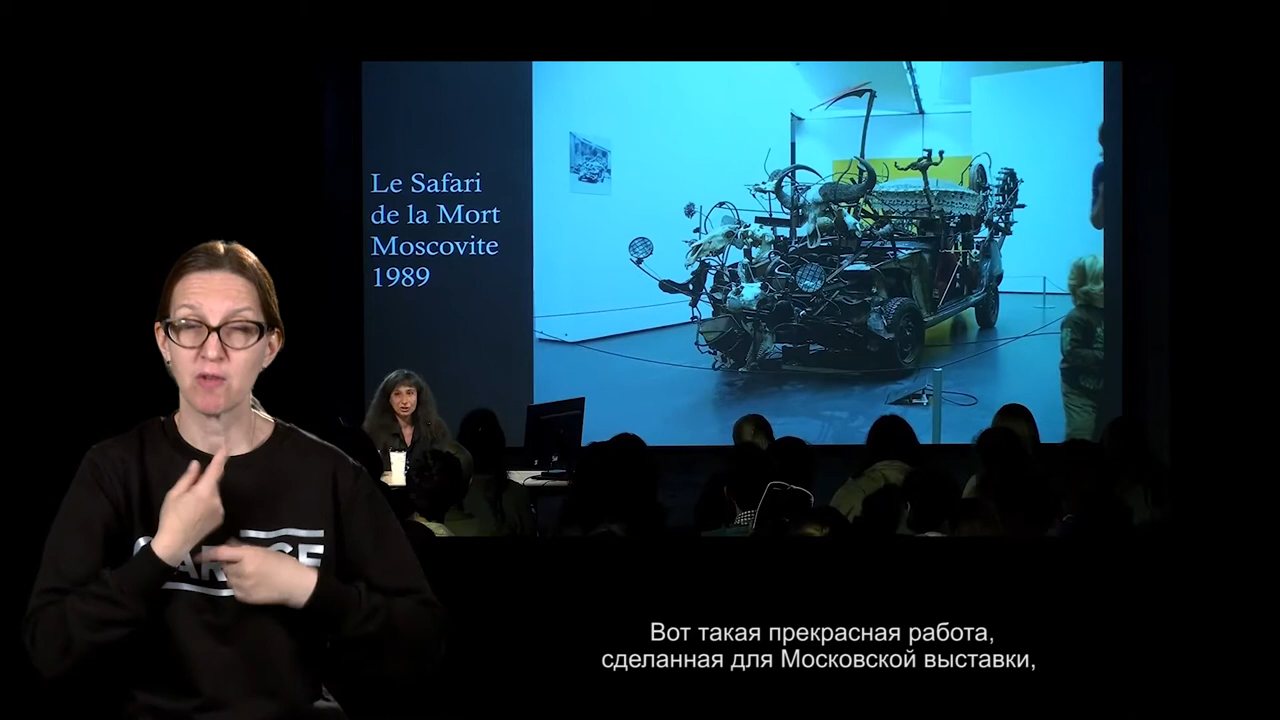 Le Safari
de la Mort
Moscovite
1989
Вот такая прекрасная работа,
сделанная для Московской выставки,